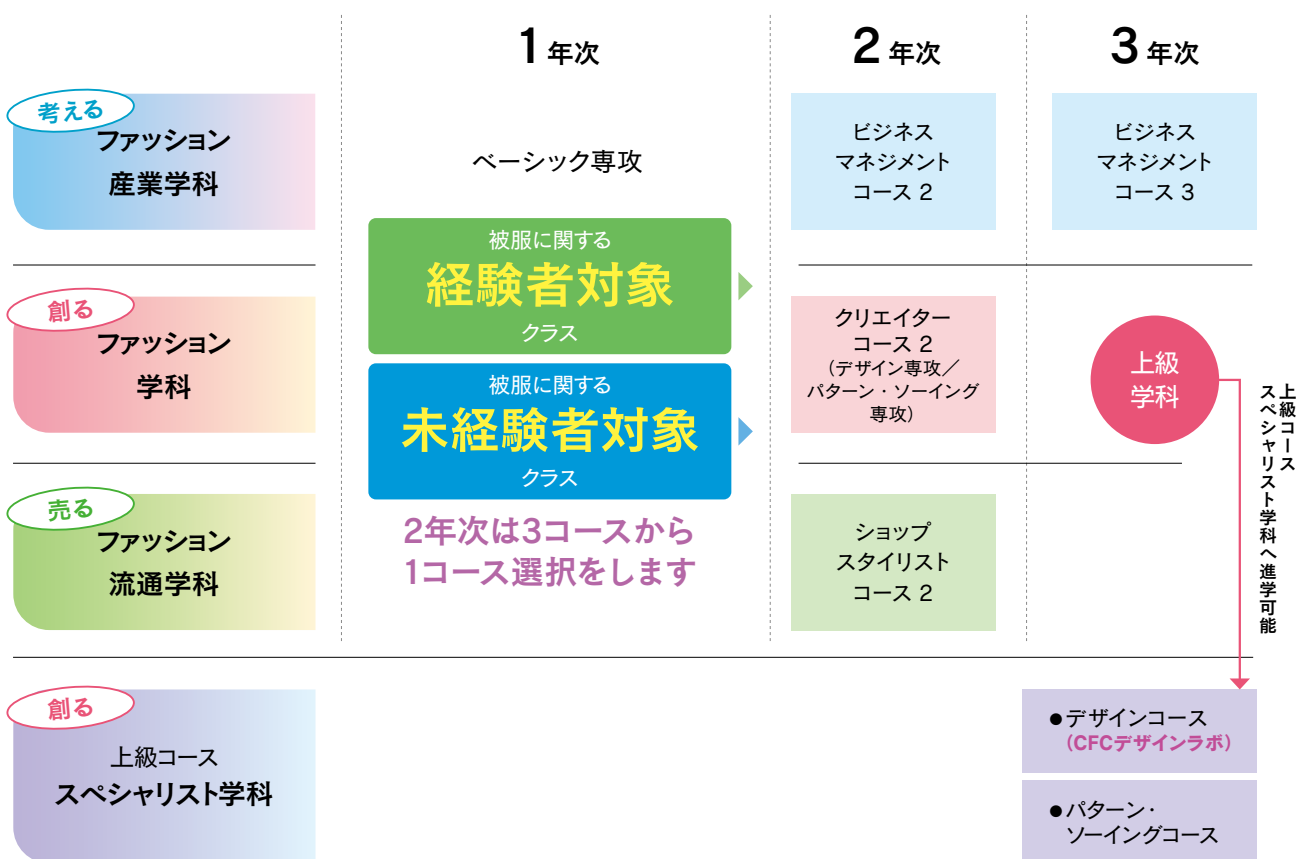 1 年次
2 年次
3 年次
考える
ファッション
産業学科
ベーシック専攻
ビジネス
マネジメント
コース 2
ビジネス
マネジメント
コース 3
被服に関する
経験者対象
クラス
創る
ファッション
学科
クリエイター
コース 2
(デザイン専攻／
パターン・ソーイング
専攻)
上級
学科
被服に関する
未経験者対象
クラス
売る
ファッション
流通学科
2年次は3コースから
1コース選択をします
ショップ
スタイリスト
コース 2
上級コース
スペシャリスト学科へ進学可能
創る
上級コース
スペシャリスト学科
●デザインコース
(CFCデザインラボ)
●パターン・
ソーイングコース